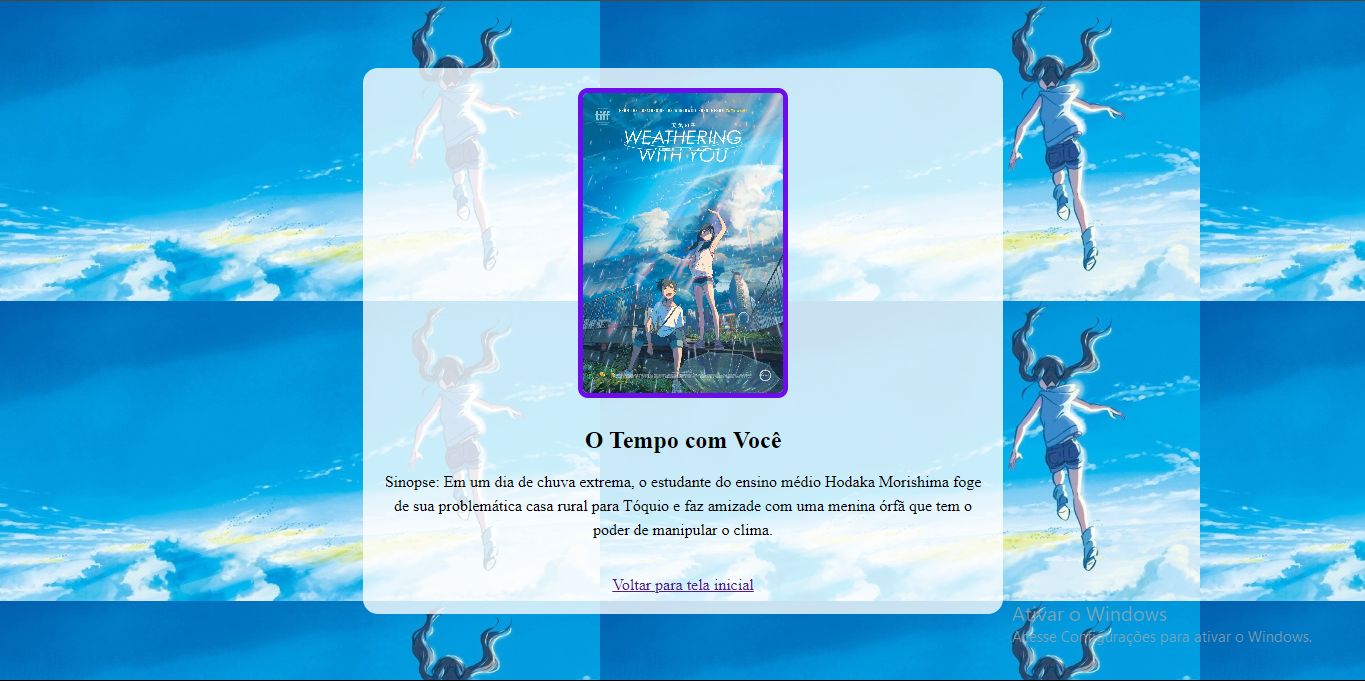 tiff
WEATHERING
WITH YOU
O Tempo com Você
Sinopse: Em um dia de chuva extrema, o estudante do ensino médio Hodaka Morishima foge
de sua problemática casa rural para Tóquio e faz amizade com uma menina órfã que tem o
poder de manipular o clima.
Voltar para tela inicial
Ativar o Windows
Acesse Configurações para ativar o Windows.